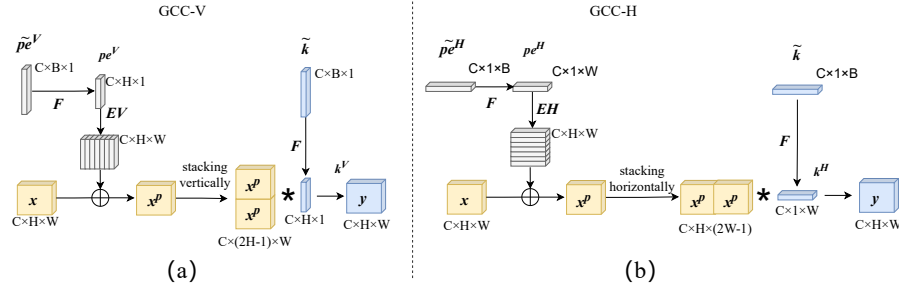 GCC-V
p̃e^V
pe^V
k̃
C×B×1
C×H×1
C×B×1
F
EV
C×H×W
F
stacking
vertically
k^V
x
x^p
x^p
x^p
*
y
C×H×W
C×H×1
C×H×W
C×(2H-1)×W
(a)
GCC-H
p̃e^H
pe^H
k̃
C×1×B
C×1×W
C×1×B
F
EH
C×H×W
F
stacking
horizontally
k^H
x
x^p
x^p
x^p
*
y
C×H×W
C×H×(2W-1)
C×1×W
C×H×W
(b)